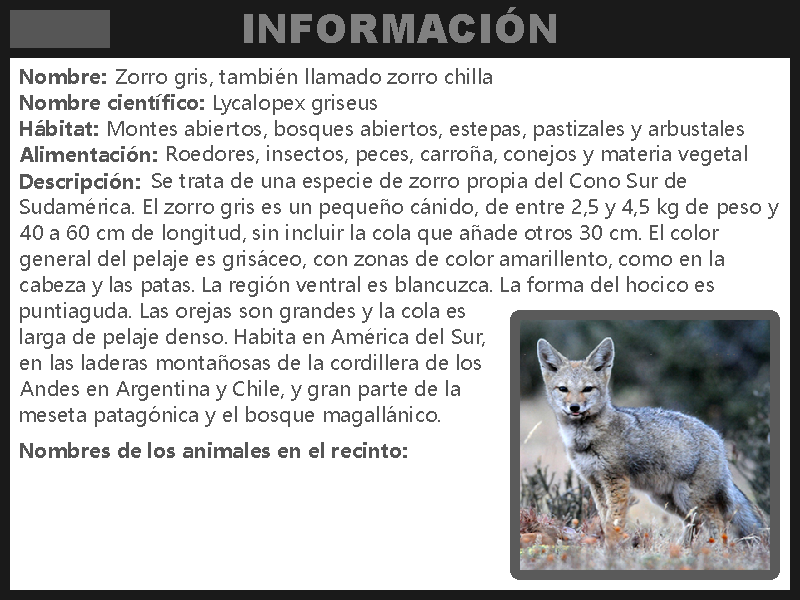 INFORMACIÓN
Nombre: Zorro gris, también llamado zorro chilla
Nombre científico: Lycalopex griseus
Hábitat: Montes abiertos, bosques abiertos, estepas, pastizales y arbustales
Alimentación: Roedores, insectos, peces, carroña, conejos y materia vegetal
Descripción: Se trata de una especie de zorro propia del Cono Sur de
Sudamérica. El zorro gris es un pequeño cánido, de entre 2,5 y 4,5 kg de peso y
40 a 60 cm de longitud, sin incluir la cola que añade otros 30 cm. El color
general del pelaje es grisáceo, con zonas de color amarillento, como en la
cabeza y las patas. La región ventral es blancuzca. La forma del hocico es
puntiaguda. Las orejas son grandes y la cola es
larga de pelaje denso. Habita en América del Sur,
en las laderas montañosas de la cordillera de los
Andes en Argentina y Chile, y gran parte de la
meseta patagónica y el bosque magallánico.
Nombres de los animales en el recinto: